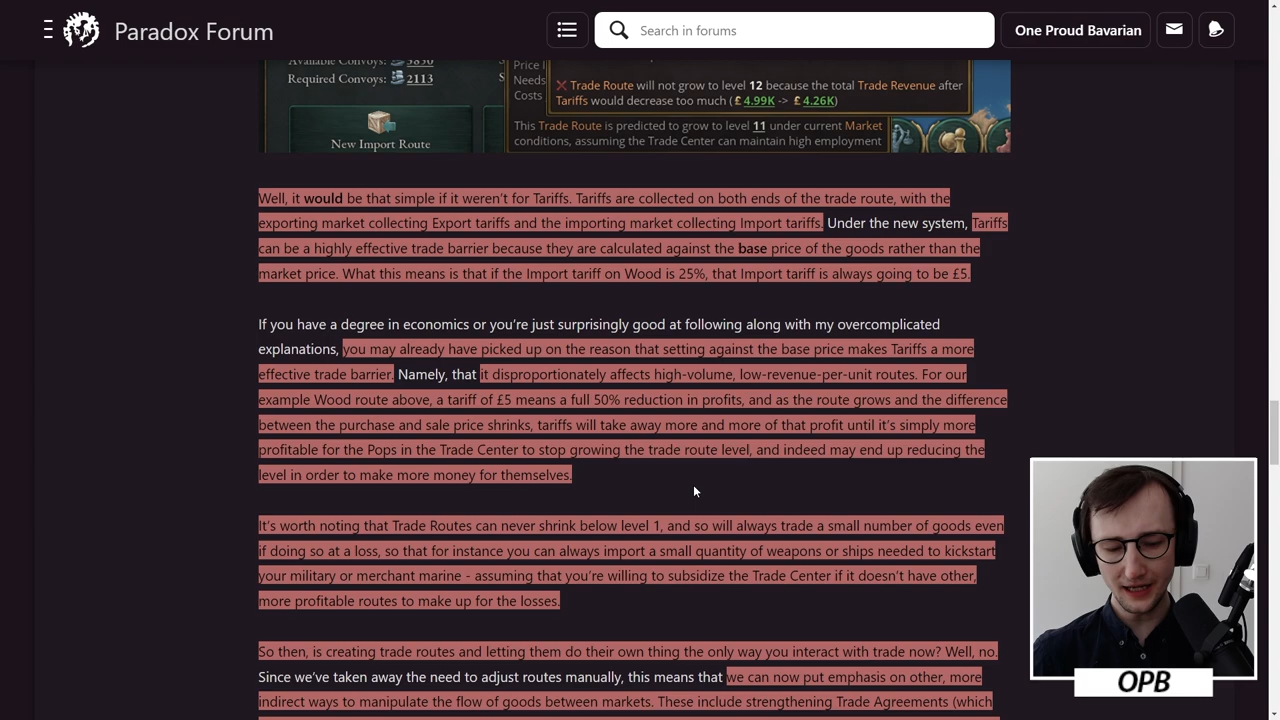 Paradox Forum
Search in forums
One Proud Bavarian
Available Convoys: 3890
Required Convoys: 2113
New Import Route
Price
Needs
Costs
Trade Route will not grow to level 12 because the total Trade Revenue after
Tariffs would decrease too much (£ 4.99K -> £ 4.26K)
This Trade Route is predicted to grow to level 11 under current Market
conditions, assuming the Trade Center can maintain high employment
Well, it would be that simple if it weren't for Tariffs. Tariffs are collected on both ends of the trade route, with the
exporting market collecting Export tariffs and the importing market collecting Import tariffs. Under the new system, Tariffs
can be a highly effective trade barrier because they are calculated against the base price of the goods rather than the
market price. What this means is that if the Import tariff on Wood is 25%, that Import tariff is always going to be £5.
If you have a degree in economics or you're just surprisingly good at following along with my overcomplicated
explanations, you may already have picked up on the reason that setting against the base price makes Tariffs a more
effective trade barrier. Namely, that it disproportionately affects high-volume, low-revenue-per-unit routes. For our
example Wood route above, a tariff of £5 means a full 50% reduction in profits, and as the route grows and the difference
between the purchase and sale price shrinks, tariffs will take away more and more of that profit until it's simply more
profitable for the Pops in the Trade Center to stop growing the trade route level, and indeed may end up reducing the
level in order to make more money for themselves.
It's worth noting that Trade Routes can never shrink below level 1, and so will always trade a small number of goods even
if doing so at a loss, so that for instance you can always import a small quantity of weapons or ships needed to kickstart
your military or merchant marine - assuming that you're willing to subsidize the Trade Center if it doesn't have other,
more profitable routes to make up for the losses.
So then, is creating trade routes and letting them do their own thing the only way you interact with trade now? Well, no.
Since we've taken away the need to adjust routes manually, this means that we can now put emphasis on other, more
indirect ways to manipulate the flow of goods between markets. These include strengthening Trade Agreements (which
OPB